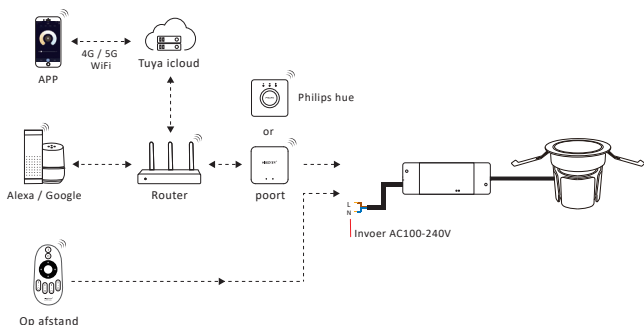 4G / 5G
WiFi
APP
Tuya icloud
Philips hue
or
Alexa / Google
Router
poort
L
N
Invoer AC100-240V
Op afstand